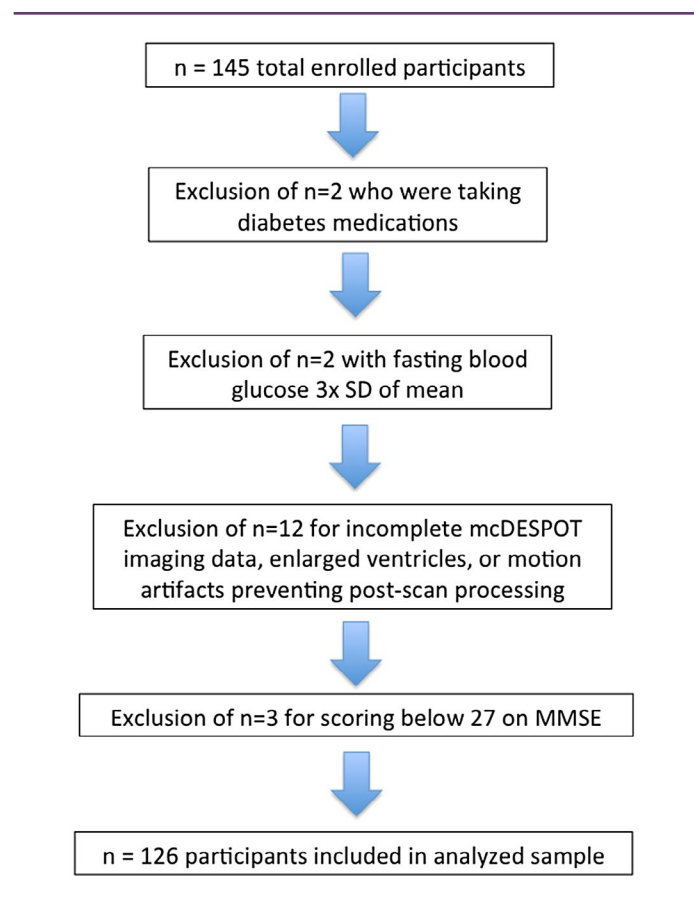 n = 145 total enrolled participants
Exclusion of n=2 who were taking
diabetes medications
Exclusion of n=2 with fasting blood
glucose 3x SD of mean
Exclusion of n=12 for incomplete mcDESPOT
imaging data, enlarged ventricles, or motion
artifacts preventing post-scan processing
Exclusion of n=3 for scoring below 27 on MMSE
n = 126 participants included in analyzed sample